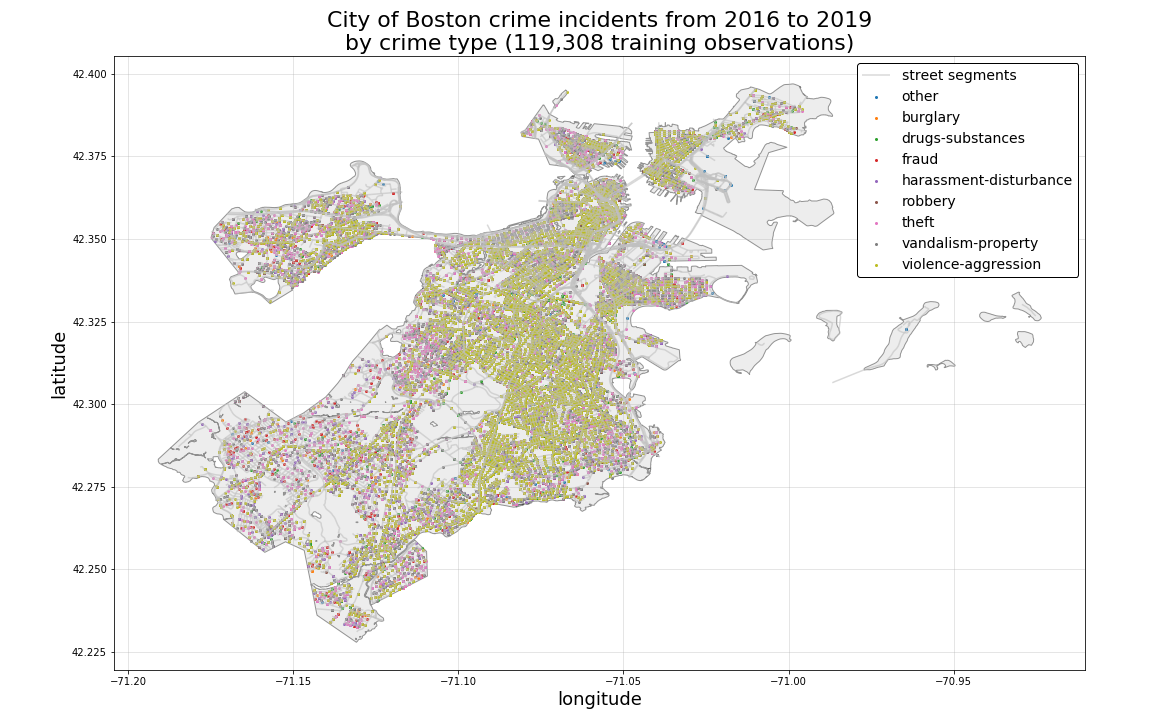 City of Boston crime incidents from 2016 to 2019
by crime type (119,308 training observations)
street segments
other
burglary
drugs-substances
fraud
harassment-disturbance
robbery
theft
vandalism-property
violence-aggression
latitude
42.400
42.375
42.350
42.325
42.300
42.275
42.250
42.225
−71.20
−71.15
−71.10
−71.05
−71.00
−70.95
longitude